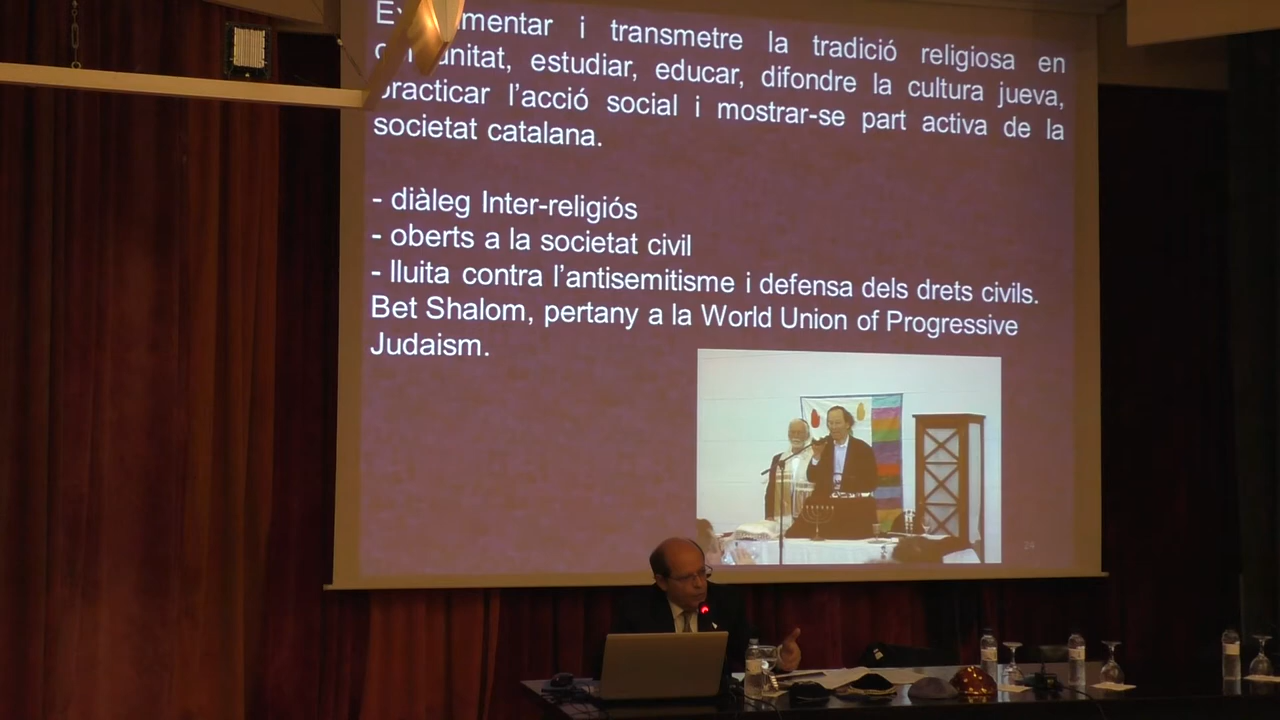 i transmetre la tradició religiosa en
estudiar, educar, difondre la cultura jueva,
practicar l'acció social i mostrar-se part activa de la
societat catalana.
- diàleg Inter-religiós
- oberts a la societat civil
- lluita contra l'antisemitisme i defensa dels drets civils.
Bet Shalom, pertany a la World Union of Progressive
Judaism.
24